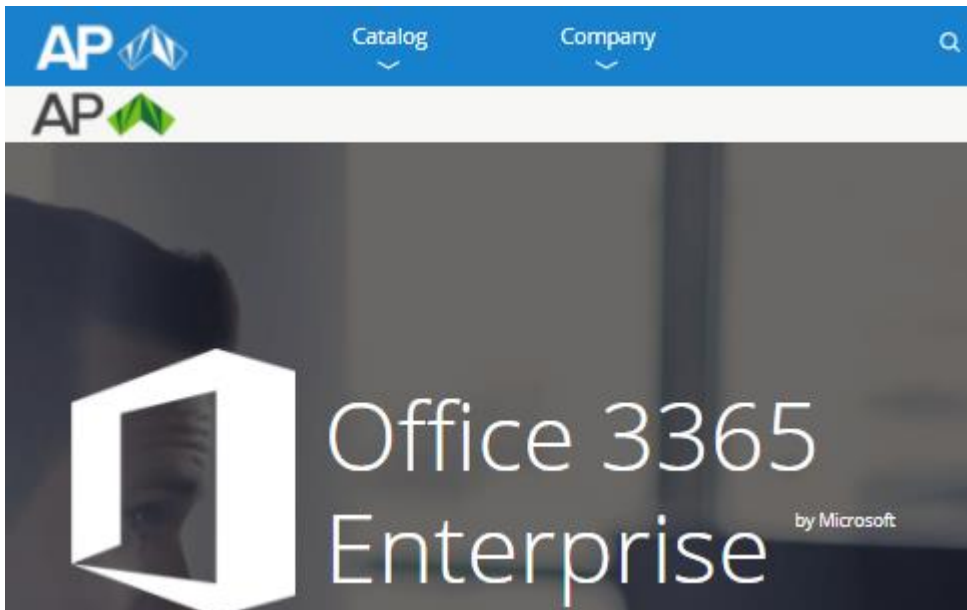 AP
Catalog
Company
AP
Office 3365
Enterprise
by Microsoft